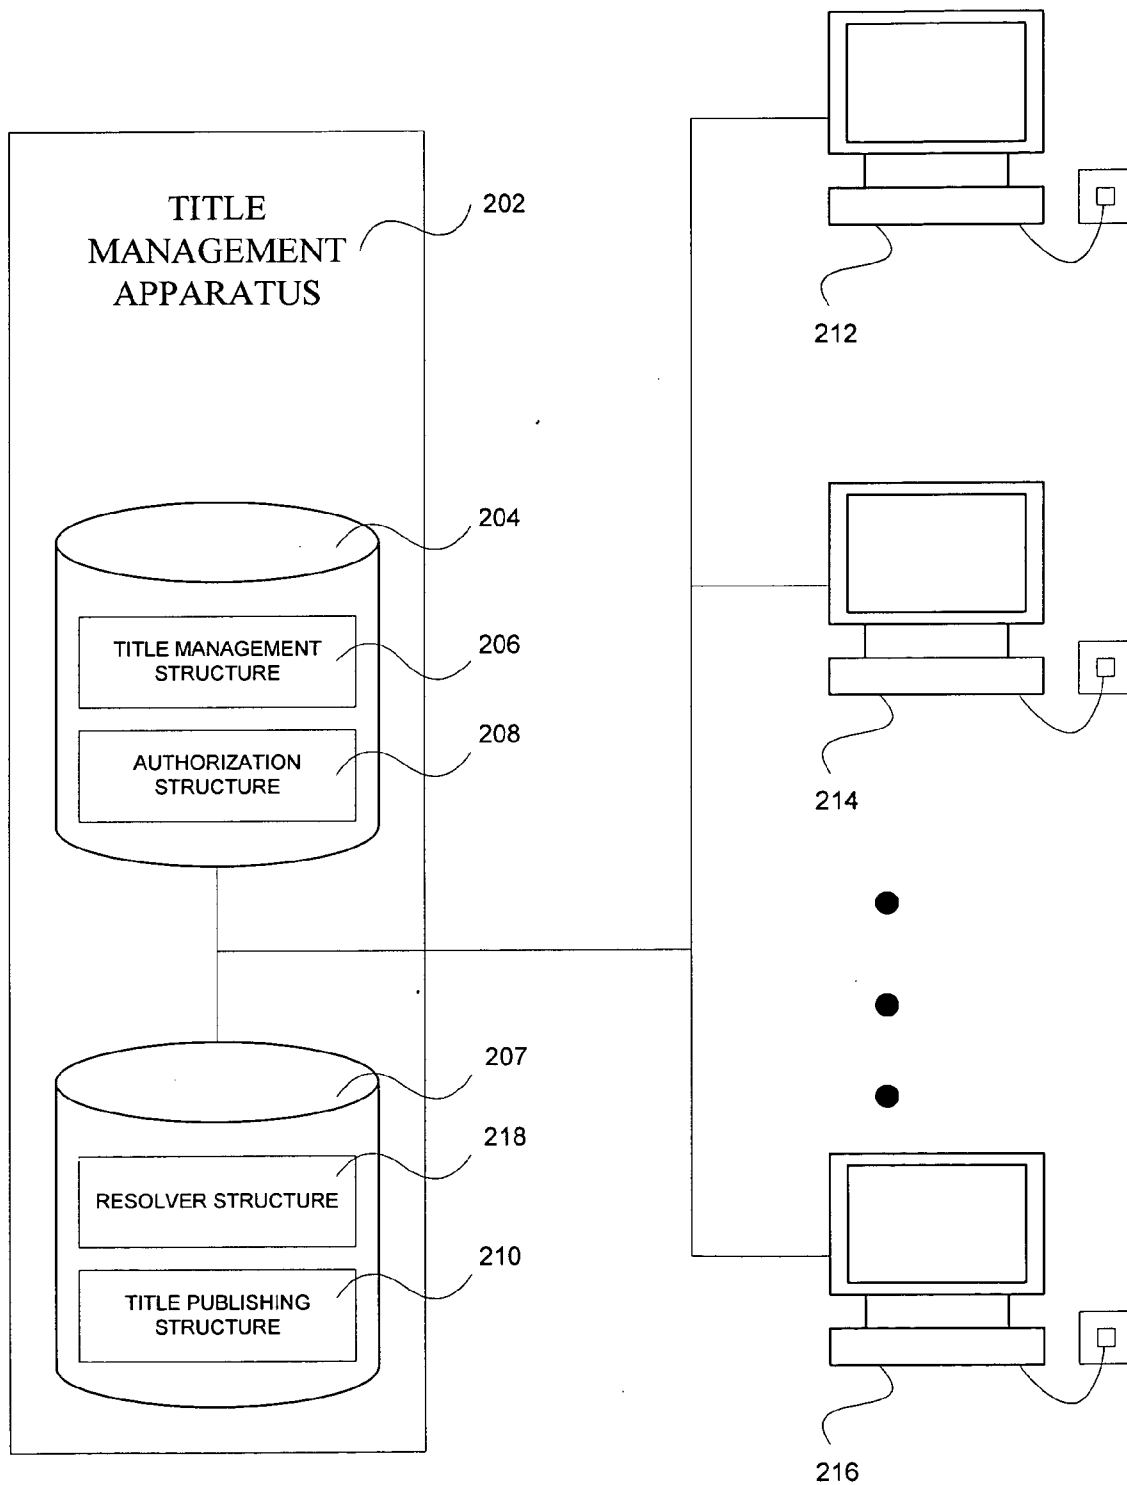 TITLE
MANAGEMENT
APPARATUS
202
212
204
TITLE MANAGEMENT
STRUCTURE
206
AUTHORIZATION
STRUCTURE
208
214
207
RESOLVER STRUCTURE
218
TITLE PUBLISHING
STRUCTURE
210
216